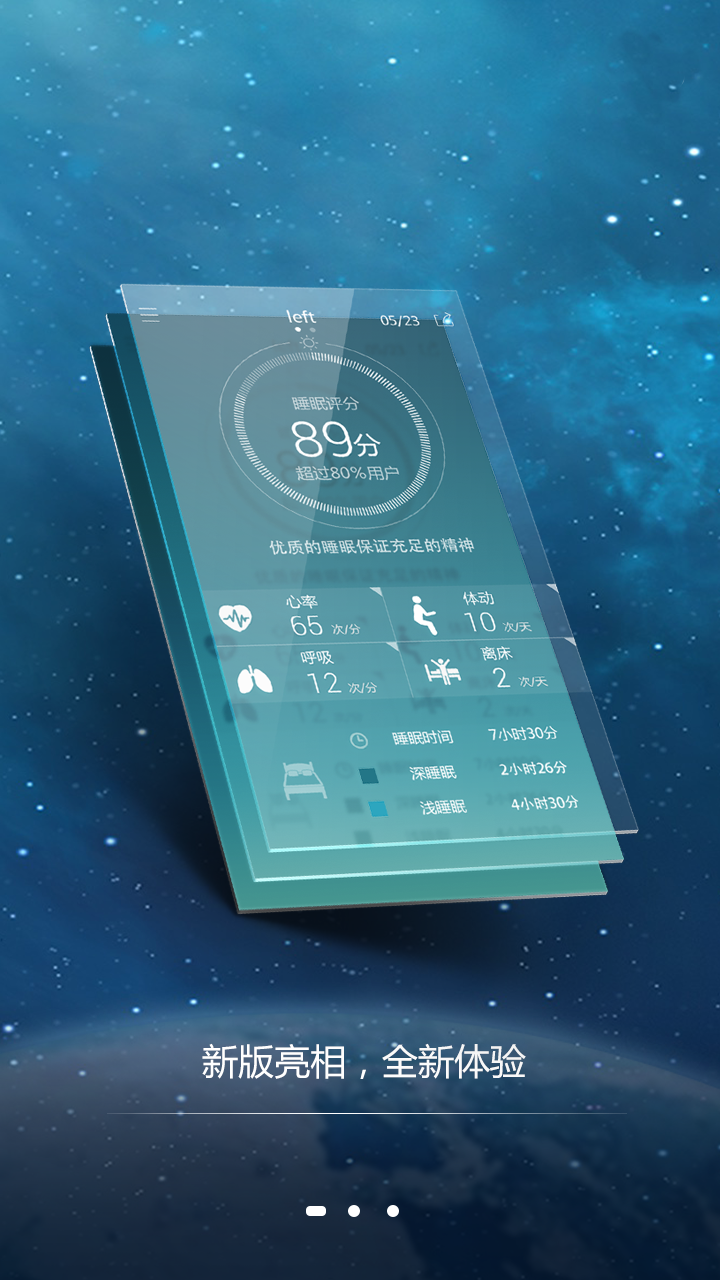 left
05/23
睡眠评分
89分
超过80%用户
优质的睡眠保证充足的精神
心率
65 次/分
体动
10 次/天
呼吸
12 次/分
离床
2 次/天
睡眠时间 7小时30分
深睡眠 2小时26分
浅睡眠 4小时30分
新版亮相，全新体验